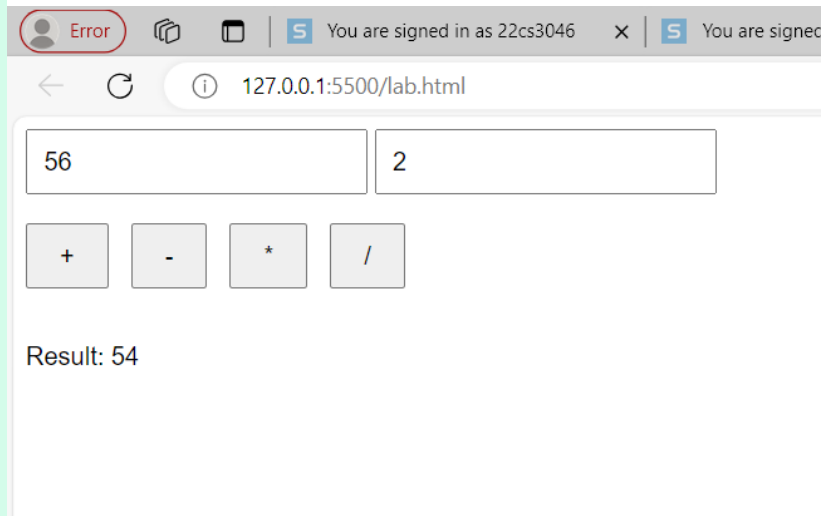 Error
S You are signed in as 22cs3046
S You are signed
127.0.0.1:5500/lab.html
56 2
+ - * /
Result: 54